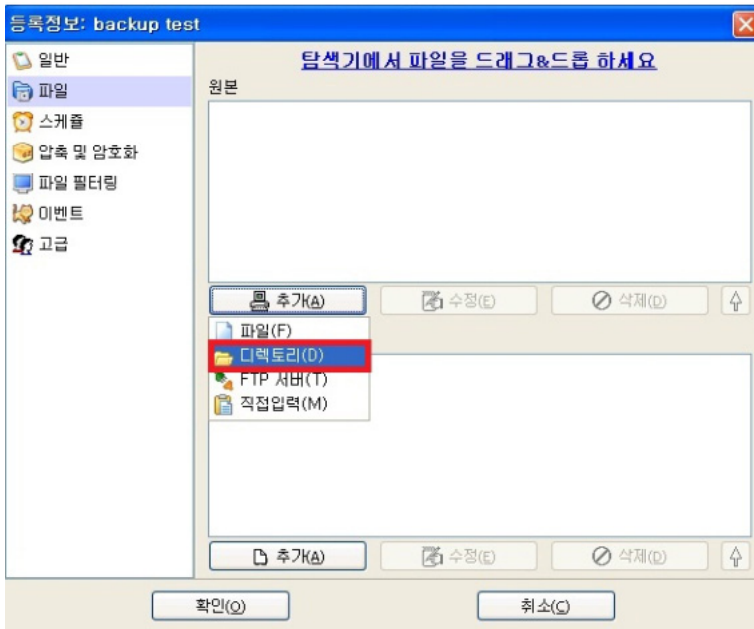 등록정보: backup test
일반
파일
스케쥴
압축 및 암호화
파일 필터링
이벤트
고급
탐색기에서 파일을 드래그&드롭 하세요
원본
추가(A)
수정(E)
삭제(D)
파일(F)
디렉토리(D)
FTP 서버(T)
직접입력(M)
추가(A)
수정(E)
삭제(D)
확인(O)
취소(C)